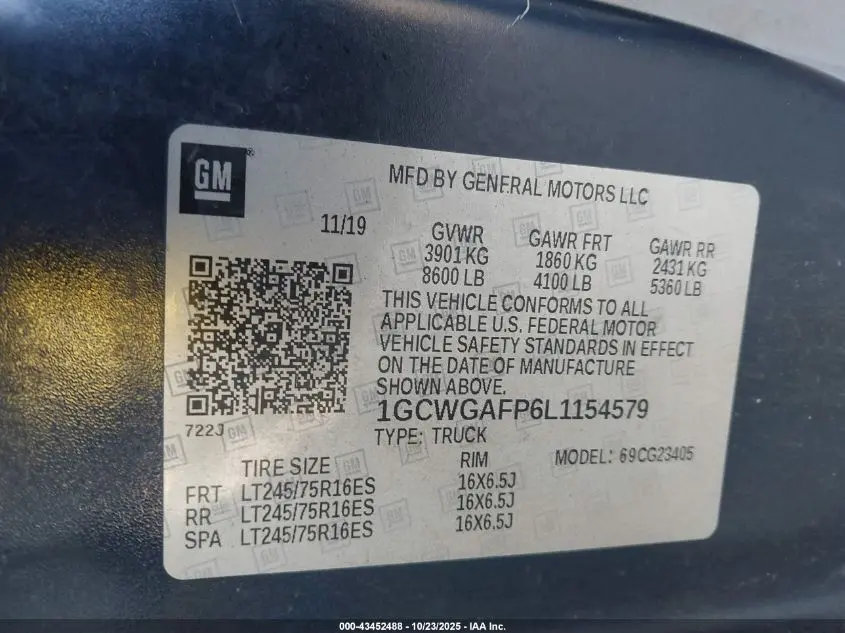 GM
MFD BY GENERAL MOTORS LLC
11/19
GVWR GAWR FRT GAWR RR
3901 KG 1860 KG 2431 KG
8600 LB 4100 LB 5360 LB
THIS VEHICLE CONFORMS TO ALL
APPLICABLE U.S. FEDERAL MOTOR
VEHICLE SAFETY STANDARDS IN EFFECT
ON THE DATE OF MANUFACTURE
SHOWN ABOVE.
1GCWGAFP6L1154579
722J
TYPE: TRUCK
MODEL: 69CG23405
TIRE SIZE RIM
FRT LT245/75R16ES 16X6.5J
RR LT245/75R16ES 16X6.5J
SPA LT245/75R16ES 16X6.5J
000-43452488 - 10/23/2025 - IAA Inc.